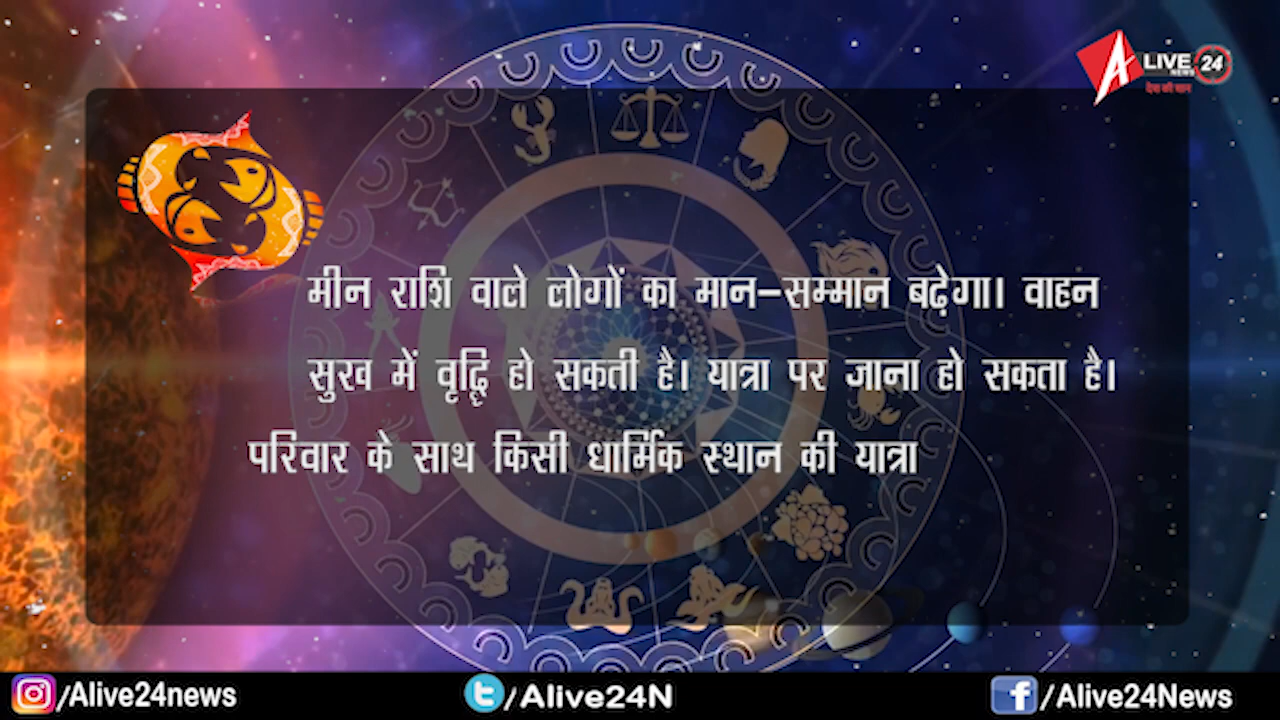 A LIVE 24
NEWS
देश की शान
मीन राशि वाले लोगों का मान-सम्मान बढ़ेगा। वाहन
सुख में वृद्धि हो सकती है। यात्रा पर जाना हो सकता है।
परिवार के साथ किसी धार्मिक स्थान की यात्रा
/Alive24news
/Alive24N
/Alive24News